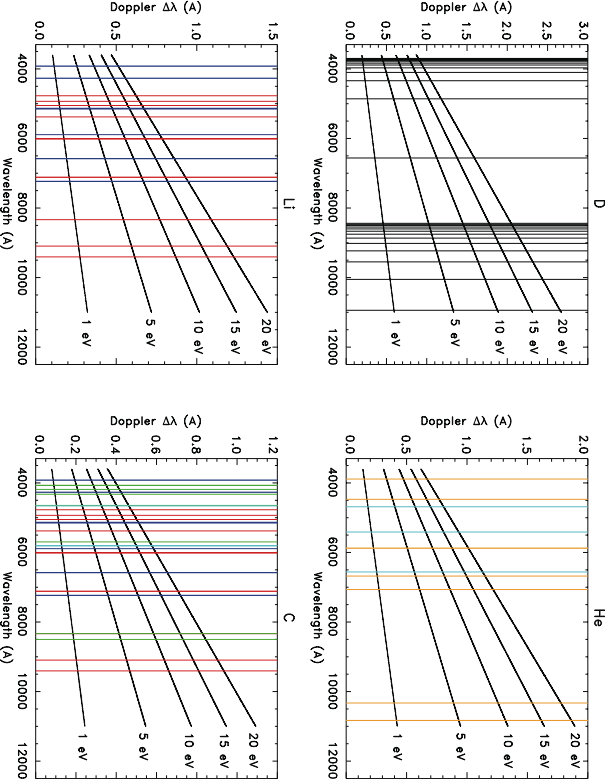 D
Doppler Δλ (A)
3.0
2.5
2.0
1.5
1.0
0.5
0.0
20 eV
15 eV
10 eV
5 eV
1 eV
4000 6000 8000 10000 12000
Wavelength (A)
He
Doppler Δλ (A)
2.0
1.5
1.0
0.5
0.0
20 eV
15 eV
10 eV
5 eV
1 eV
4000 6000 8000 10000 12000
Wavelength (A)
Li
Doppler Δλ (A)
1.5
1.0
0.5
0.0
20 eV
15 eV
10 eV
5 eV
1 eV
4000 6000 8000 10000 12000
Wavelength (A)
C
Doppler Δλ (A)
1.2
1.0
0.8
0.6
0.4
0.2
0.0
20 eV
15 eV
10 eV
5 eV
1 eV
4000 6000 8000 10000 12000
Wavelength (A)